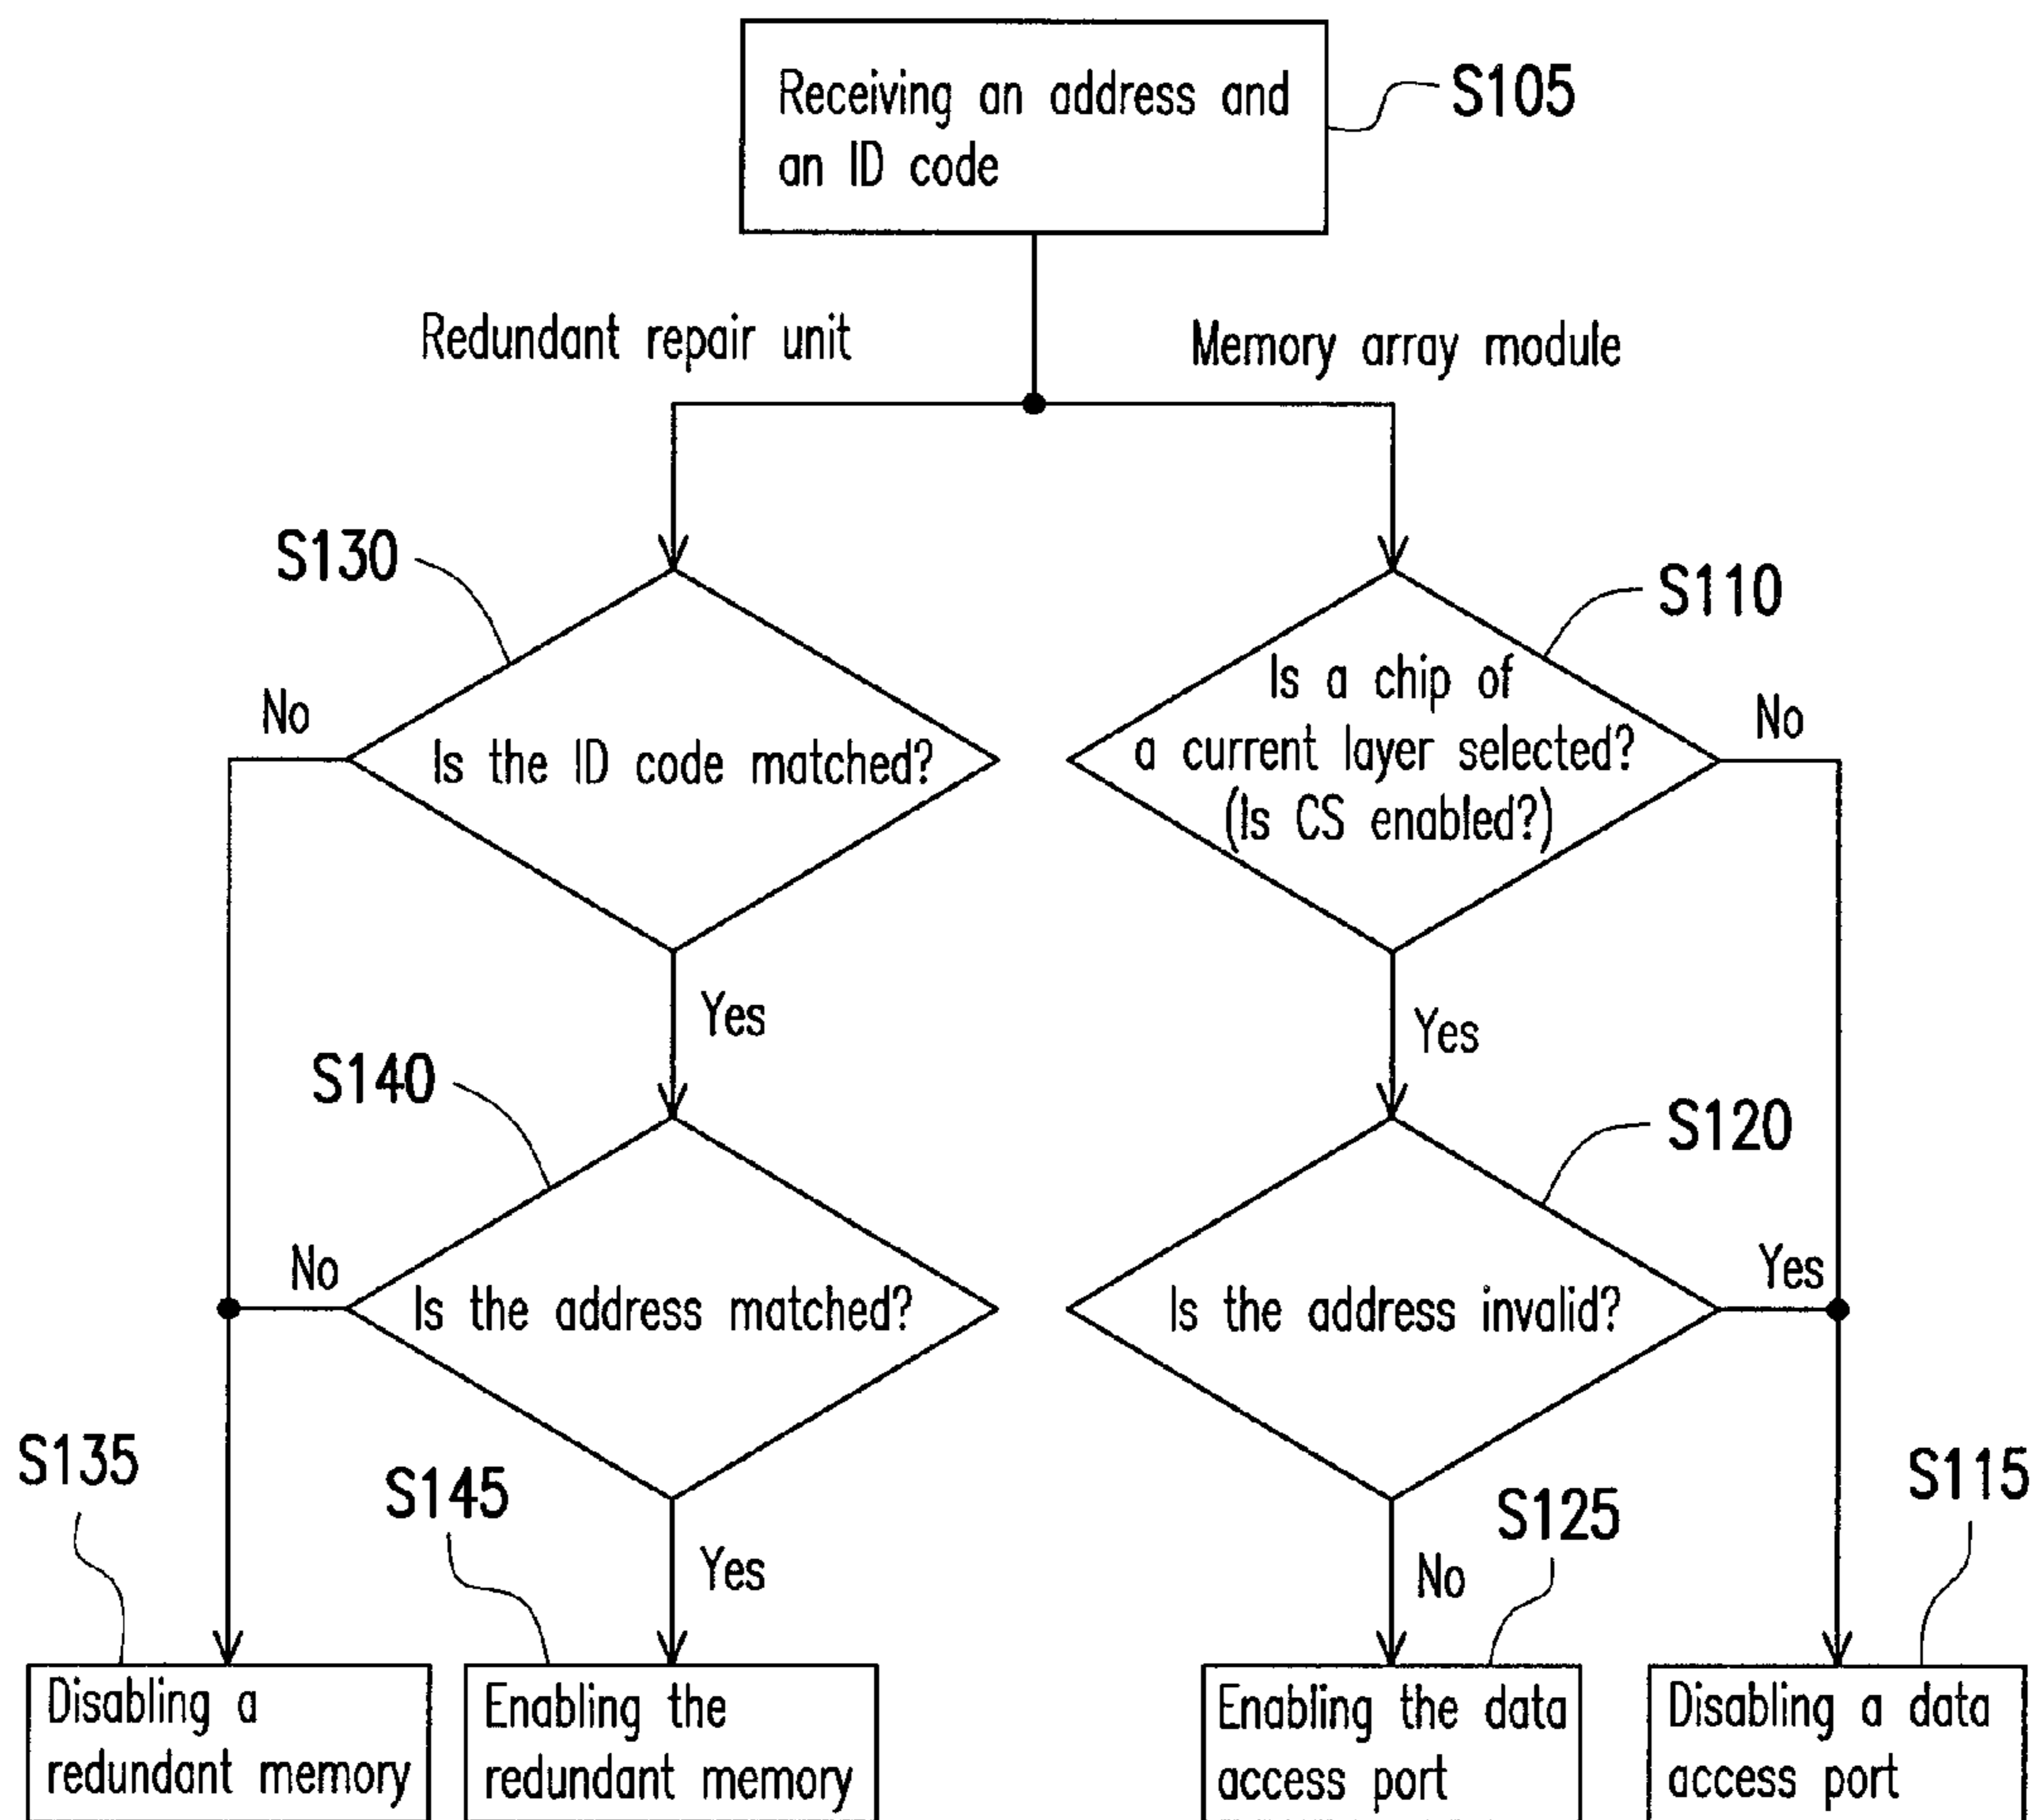 Receiving an address and
an ID code
S105
Redundant repair unit
Memory array module
S130
S110
No
Is the ID code matched?
Is a chip of
a current layer selected?
(Is CS enabled?)
No
Yes
Yes
S140
S120
No
Is the address matched?
Is the address invalid?
Yes
S135
S145
Yes
S125
No
S115
Disabling a
redundant memory
Enabling the
redundant memory
Enabling the data
access port
Disabling a data
access port